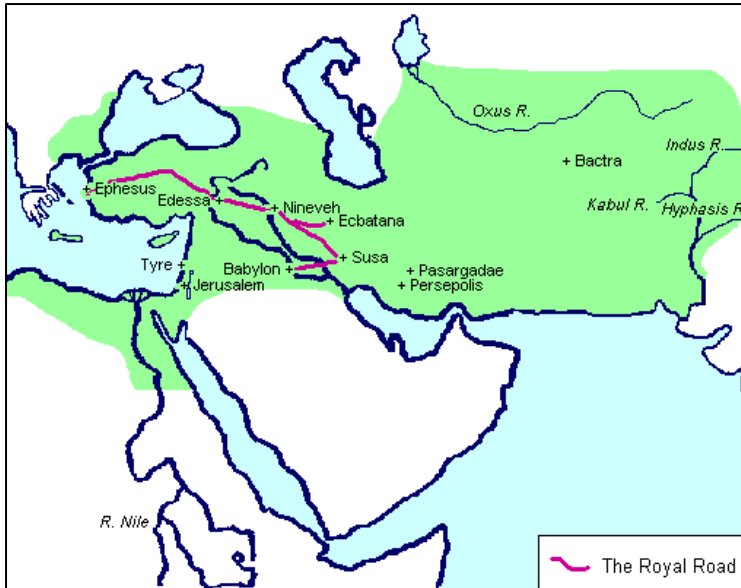 Oxus R.
Indus R.
Bactra
Ephesus
Edessa
Nineveh
Kabul R.
Hyphasis R
Ecbatana
Susa
Tyre
Babylon
Pasargadae
Jerusalem
Persepolis
R. Nile
The Royal Road